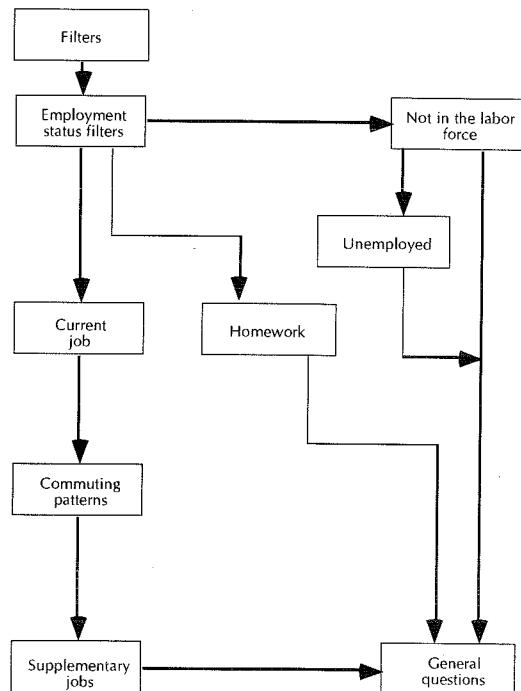 Filters
Employment
status filters
Not in the labor
force
Unemployed
Current
job
Homework
Commuting
patterns
Supplementary
jobs
General
questions